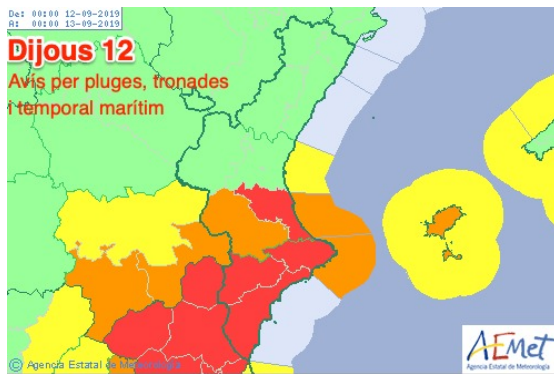 De: 00:00 12-09-2019
A: 00:00 13-09-2019
Dijous 12
Avís per pluges, tronades
i temporal marítim
© Agencia Estatal de Meteorología
AEMet
Agencia Estatal de Meteorología